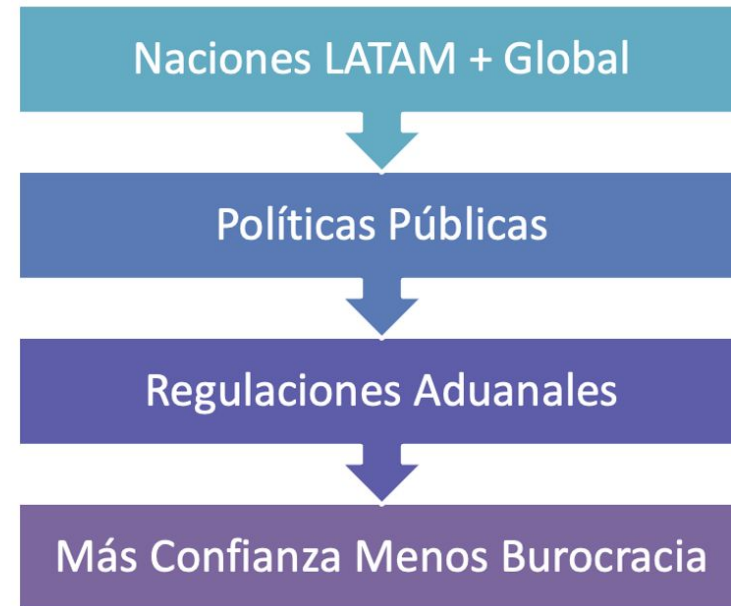 Naciones LATAM + Global
Políticas Públicas
Regulaciones Aduanales
Más Confianza Menos Burocracia